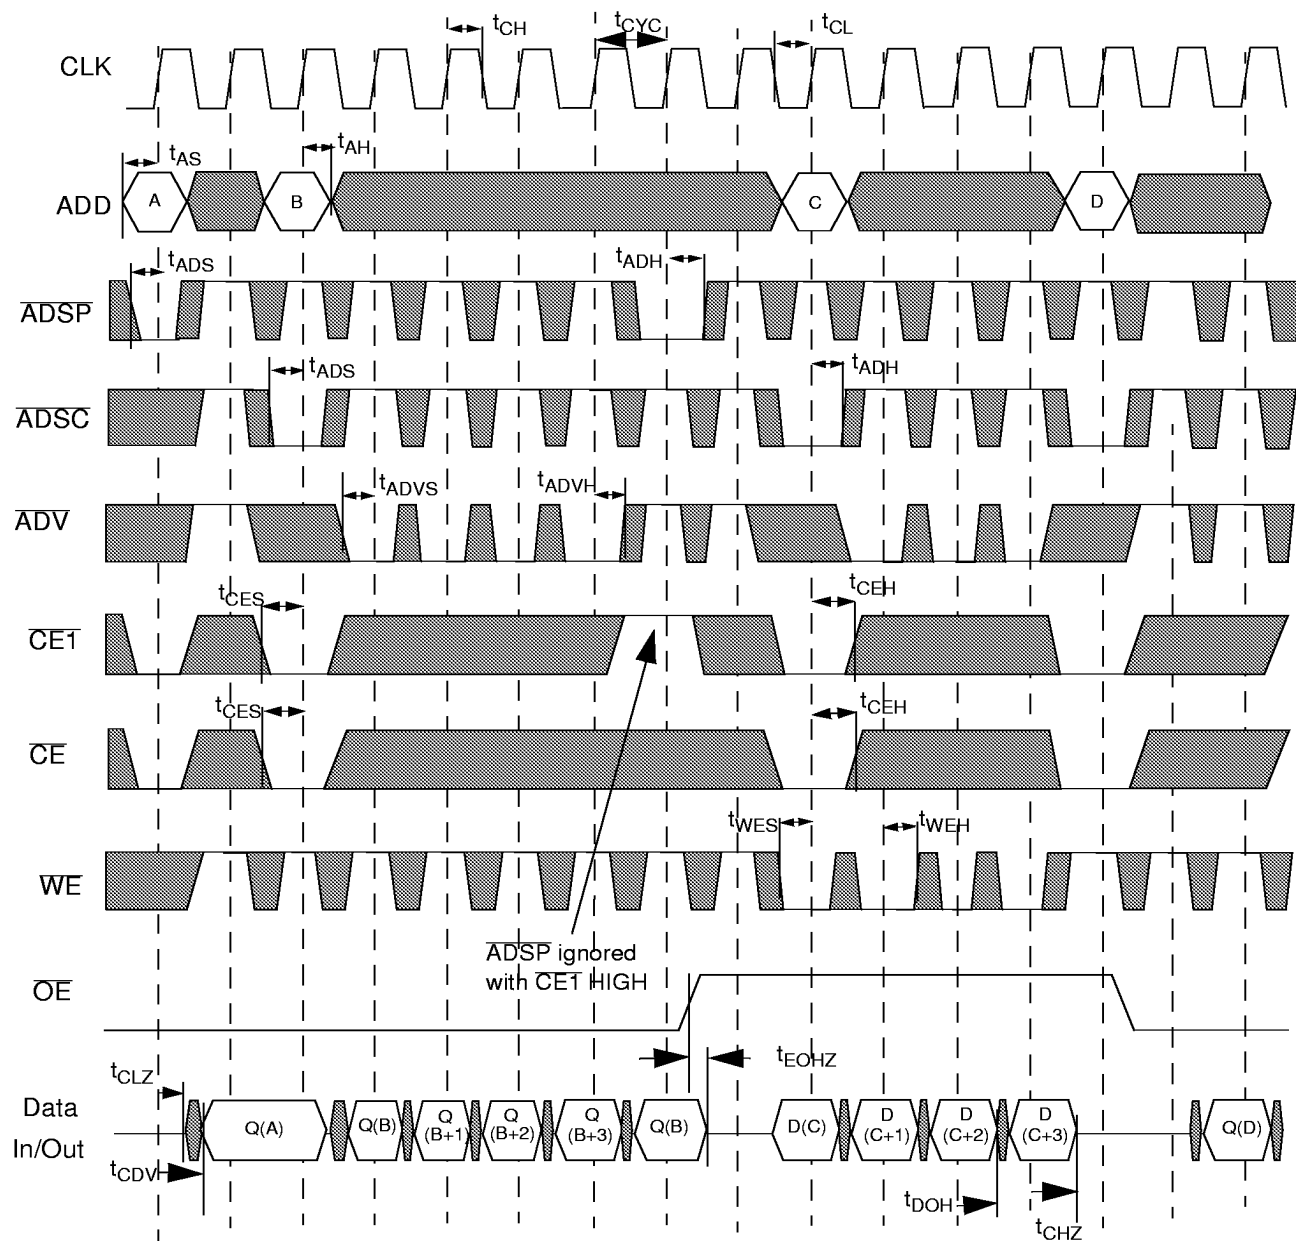 tCH
tCYC
tCL
CLK
tAS
tAH
ADD
A
B
C
D
tADS
tADH
ADSP
tADS
tADH
ADSC
tADVS
tADVH
ADV
tCES
tCEH
CE1
tCES
tCEH
CE
tWES
tWEH
WE
ADSP ignored
with CE1 HIGH
OE
tCLZ
tEOHZ
Data
In/Out
Q(A)
Q(B)
Q
(B+1)
Q
(B+2)
Q
(B+3)
Q(B)
D(C)
D
(C+1)
D
(C+2)
D
(C+3)
Q(D)
tCDV
tDOH
tCHZ